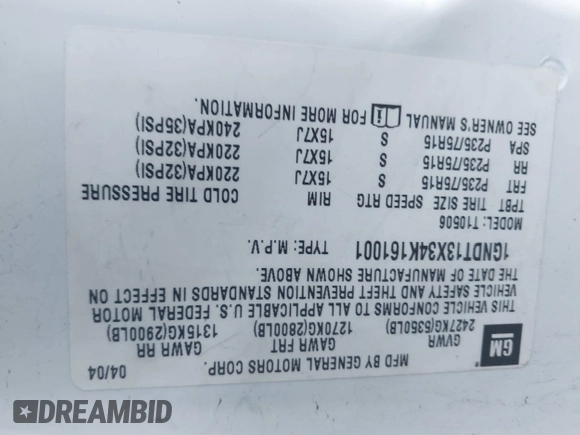 MFD BY GENERAL MOTORS CORP. 04/04
GM
GVWR GAWR FRT GAWR RR
2427KG(5350LB) 1270KG(2800LB) 1315KG(2900LB)
THIS VEHICLE CONFORMS TO ALL APPLICABLE U.S. FEDERAL MOTOR
VEHICLE SAFETY AND THEFT PREVENTION STANDARDS IN EFFECT ON
THE DATE OF MANUFACTURE SHOWN ABOVE.
1GNDT13X34K161001 TYPE: M.P.V.
MODEL: T10506
TPBT TIRE SIZE SPEED RTG RIM COLD TIRE PRESSURE
FRT P235/75R15 S 15X7J 220KPA(32PSI)
RR P235/75R15 S 15X7J 220KPA(32PSI)
SPA P235/75R15 S 15X7J 240KPA(35PSI)
SEE OWNER'S MANUAL FOR MORE INFORMATION.
DREAMBID